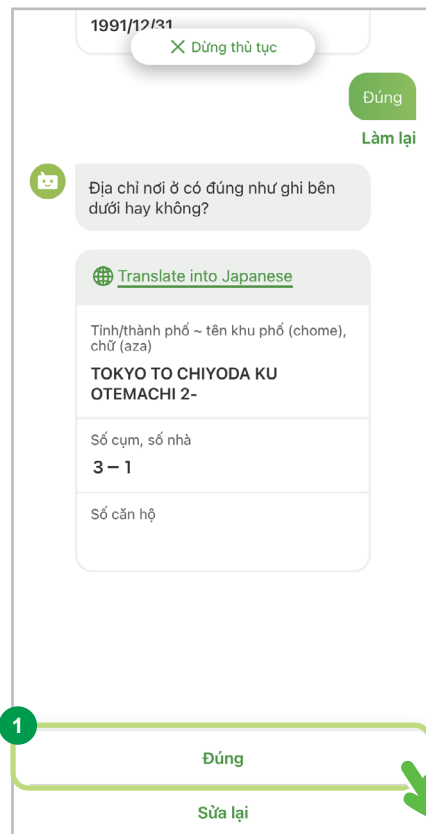 1991/12/31
Dừng thủ tục
Đúng
Làm lại
Địa chỉ nơi ở có đúng như ghi bên
dưới hay không?
Translate into Japanese
Tỉnh/thành phố ~ tên khu phố (chome),
chữ (aza)
TOKYO TO CHIYODA KU
OTEMACHI 2-
Số cụm, số nhà
3 − 1
Số căn hộ
1
Đúng
Sửa lại